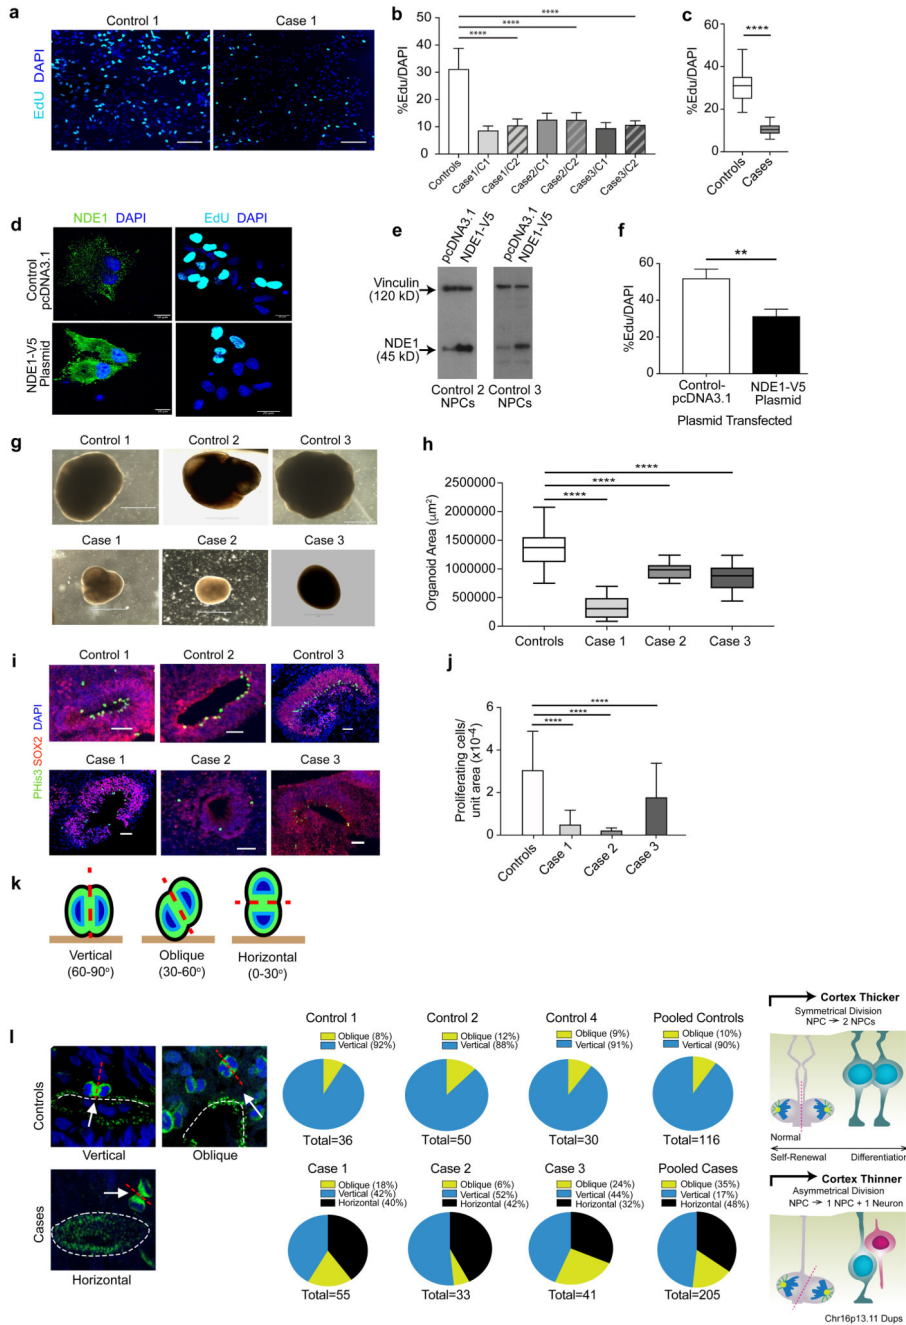 a
Control 1
Case 1
EdU DAPI
b
%Edu/DAPI
50
40
30
20
10
0
****
****
****
Controls
Case1/C1
Case1/C2
Case2/C1
Case2/C2
Case3/C1
Case3/C2
c
%Edu/DAPI
60
40
20
0
****
Controls
Cases
d
NDE1 DAPI
EdU DAPI
Control
pcDNA3.1
NDE1-V5
Plasmid
e
pcDNA3.1
NDE1-V5
pcDNA3.1
NDE1-V5
Vinculin
(120 kD)
NDE1
(45 kD)
Control 2
NPCs
Control 3
NPCs
f
%Edu/DAPI
80
60
40
20
0
**
Control-
pcDNA3.1
NDE1-V5
Plasmid
Plasmid Transfected
g
Control 1
Control 2
Control 3
Case 1
Case 2
Case 3
h
Organoid Area (μm²)
2500000
2000000
1500000
1000000
500000
0
****
****
****
Controls
Case 1
Case 2
Case 3
i
Control 1
Control 2
Control 3
Case 1
Case 2
Case 3
PHis3 SOX2 DAPI
j
Proliferating cells/
unit area (x10-4)
6
4
2
0
****
****
****
Controls
Case 1
Case 2
Case 3
k
Vertical
(60-90°)
Oblique
(30-60°)
Horizontal
(0-30°)
l
Controls
Vertical
Oblique
Cases
Horizontal
Control 1
Oblique (8%)
Vertical (92%)
Total=36
Control 2
Oblique (12%)
Vertical (88%)
Total=50
Control 4
Oblique (9%)
Vertical (91%)
Total=30
Pooled Controls
Oblique (10%)
Vertical (90%)
Total=116
Case 1
Oblique (18%)
Vertical (42%)
Horizontal (40%)
Total=55
Case 2
Oblique (6%)
Vertical (52%)
Horizontal (42%)
Total=33
Case 3
Oblique (24%)
Vertical (44%)
Horizontal (32%)
Total=41
Pooled Cases
Oblique (35%)
Vertical (17%)
Horizontal (48%)
Total=205
Cortex Thicker
Symmetrical Division
NPC → 2 NPCs
Normal
Self-Renewal
Differentiation
Cortex Thinner
Asymmetrical Division
NPC → 1 NPC + 1 Neuron
Chr16p13.11 Dups